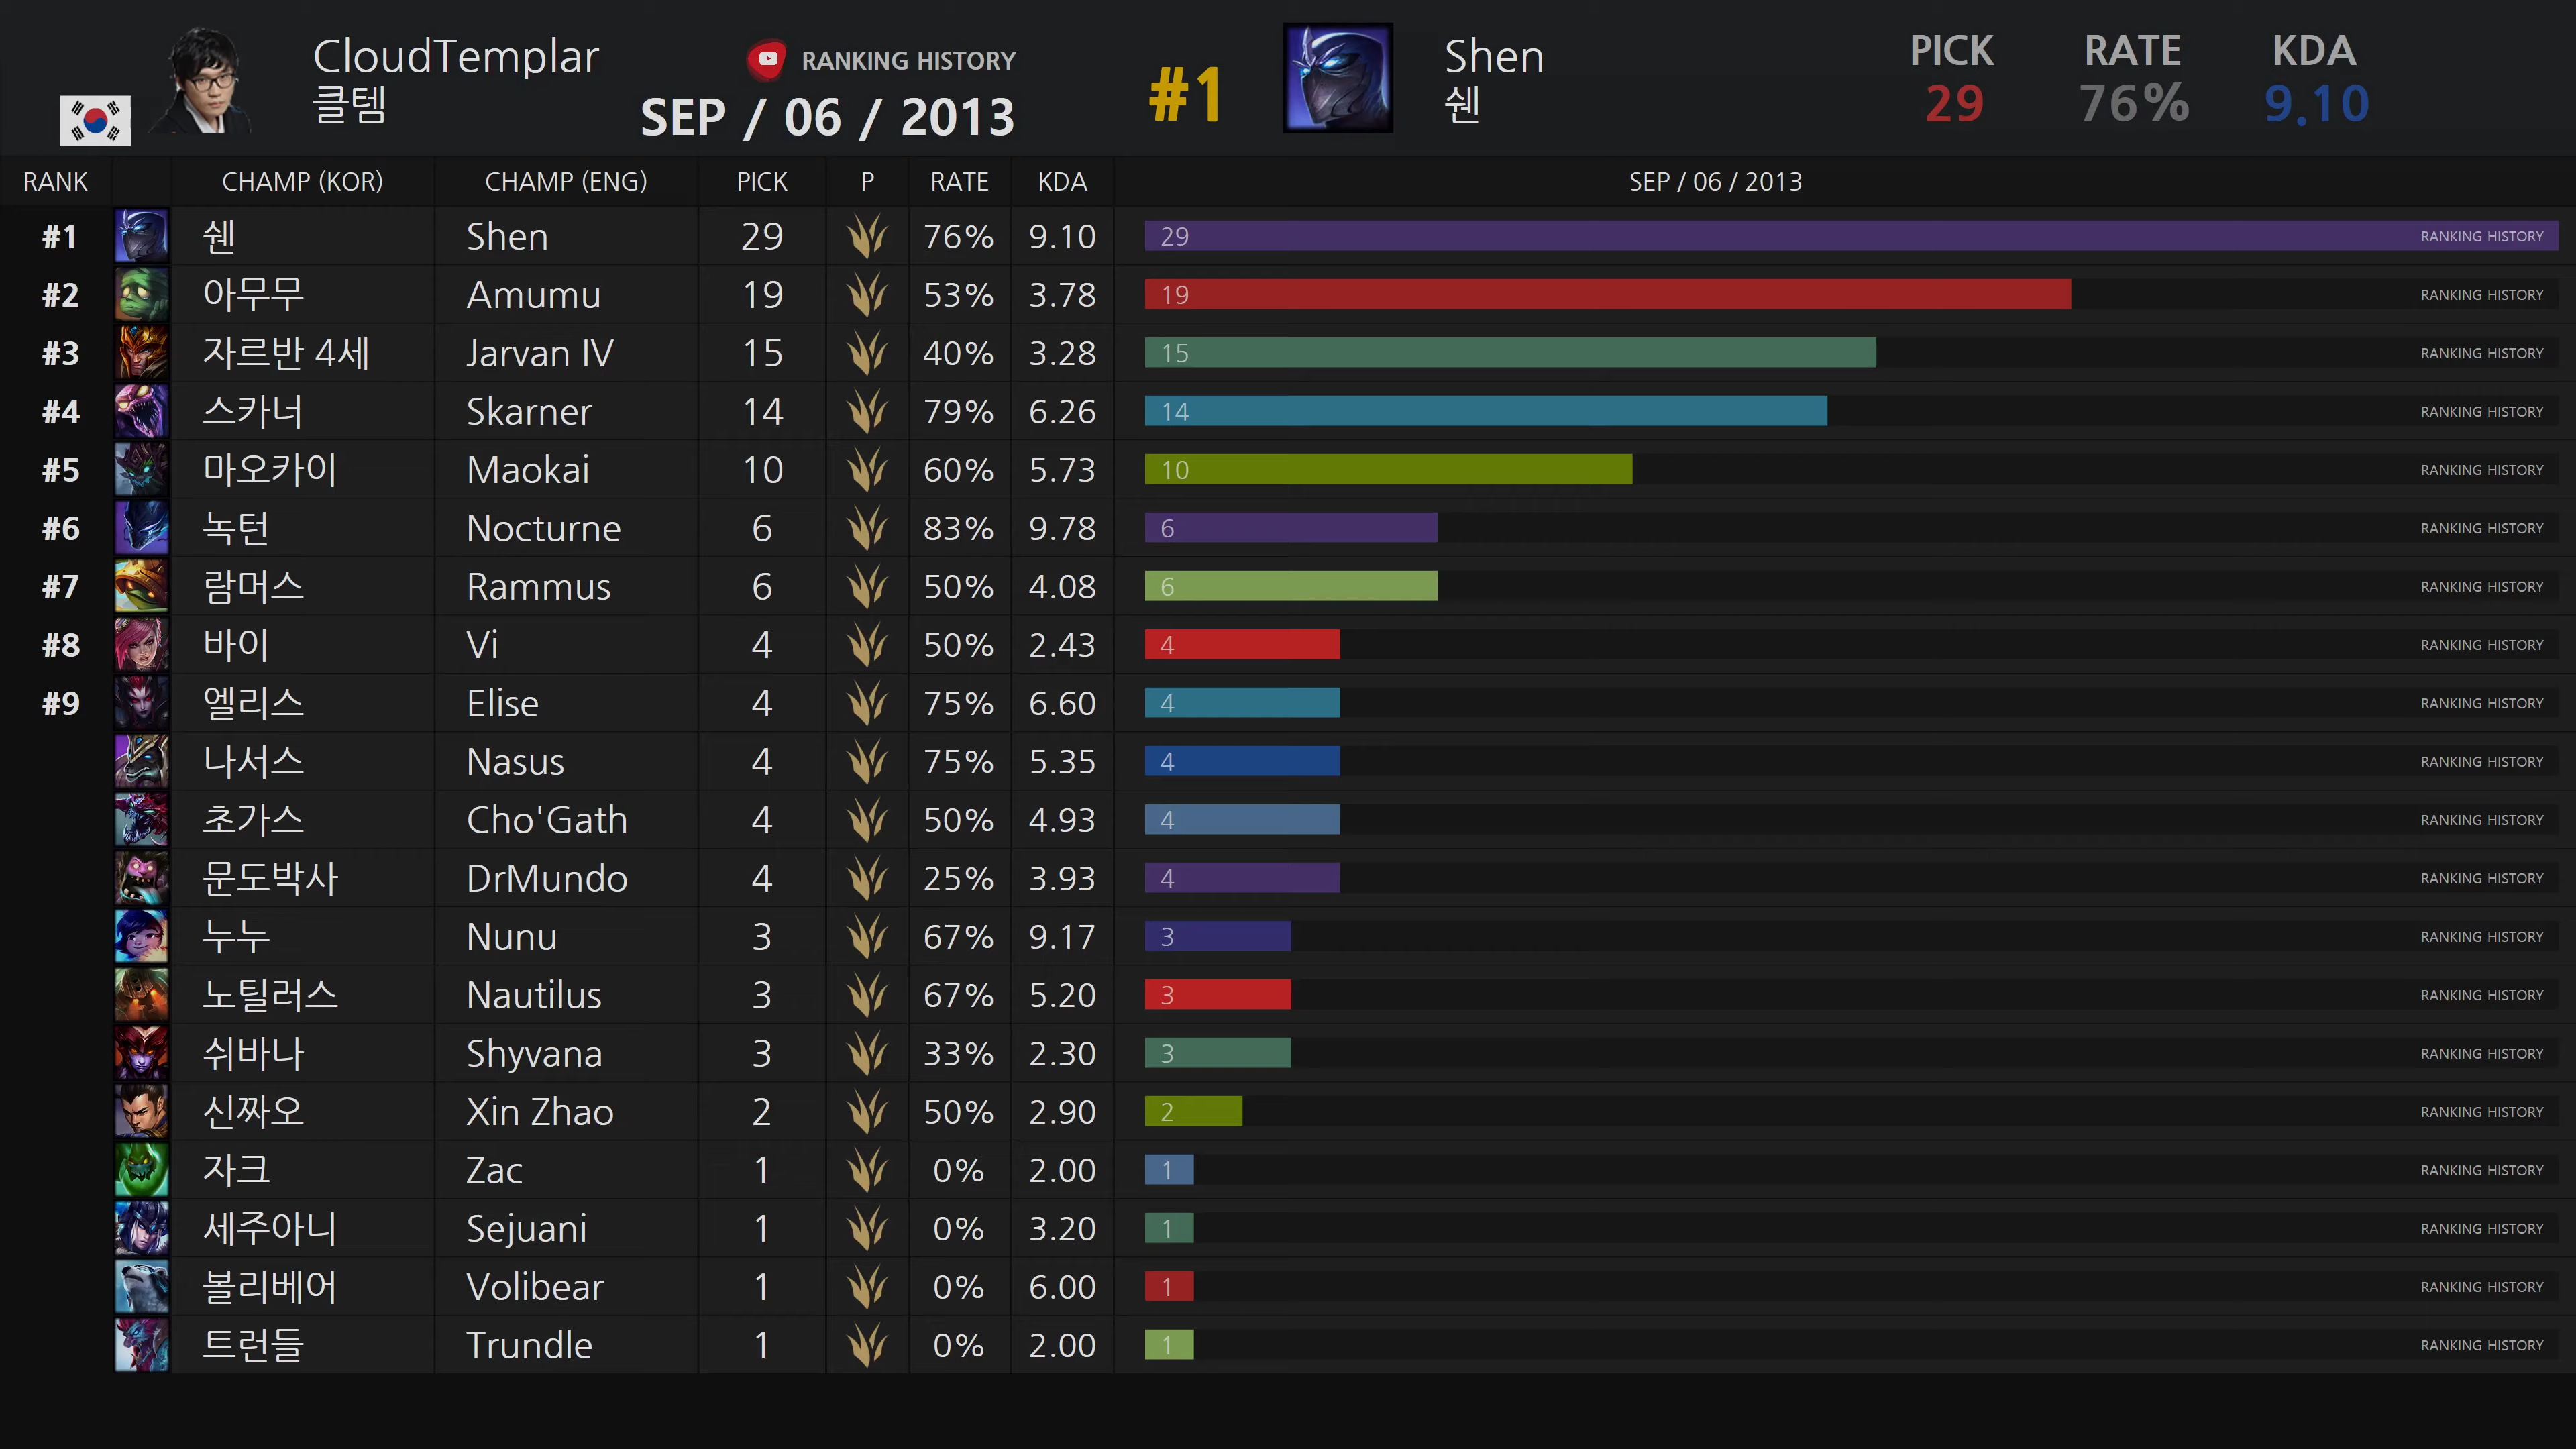 CloudTemplar
클템
RANKING HISTORY
SEP / 06 / 2013
#1
Shen
쉔
PICK RATE KDA
29 76% 9.10
RANK CHAMP (KOR) CHAMP (ENG) PICK P RATE KDA SEP / 06 / 2013
#1 쉔 Shen 29 76% 9.10 29 RANKING HISTORY
#2 아무무 Amumu 19 53% 3.78 19 RANKING HISTORY
#3 자르반 4세 Jarvan IV 15 40% 3.28 15 RANKING HISTORY
#4 스카너 Skarner 14 79% 6.26 14 RANKING HISTORY
#5 마오카이 Maokai 10 60% 5.73 10 RANKING HISTORY
#6 녹턴 Nocturne 6 83% 9.78 6 RANKING HISTORY
#7 람머스 Rammus 6 50% 4.08 6 RANKING HISTORY
#8 바이 Vi 4 50% 2.43 4 RANKING HISTORY
#9 엘리스 Elise 4 75% 6.60 4 RANKING HISTORY
나서스 Nasus 4 75% 5.35 4 RANKING HISTORY
초가스 Cho'Gath 4 50% 4.93 4 RANKING HISTORY
문도박사 DrMundo 4 25% 3.93 4 RANKING HISTORY
누누 Nunu 3 67% 9.17 3 RANKING HISTORY
노틸러스 Nautilus 3 67% 5.20 3 RANKING HISTORY
쉬바나 Shyvana 3 33% 2.30 3 RANKING HISTORY
신짜오 Xin Zhao 2 50% 2.90 2 RANKING HISTORY
자크 Zac 1 0% 2.00 1 RANKING HISTORY
세주아니 Sejuani 1 0% 3.20 1 RANKING HISTORY
볼리베어 Volibear 1 0% 6.00 1 RANKING HISTORY
트런들 Trundle 1 0% 2.00 1 RANKING HISTORY